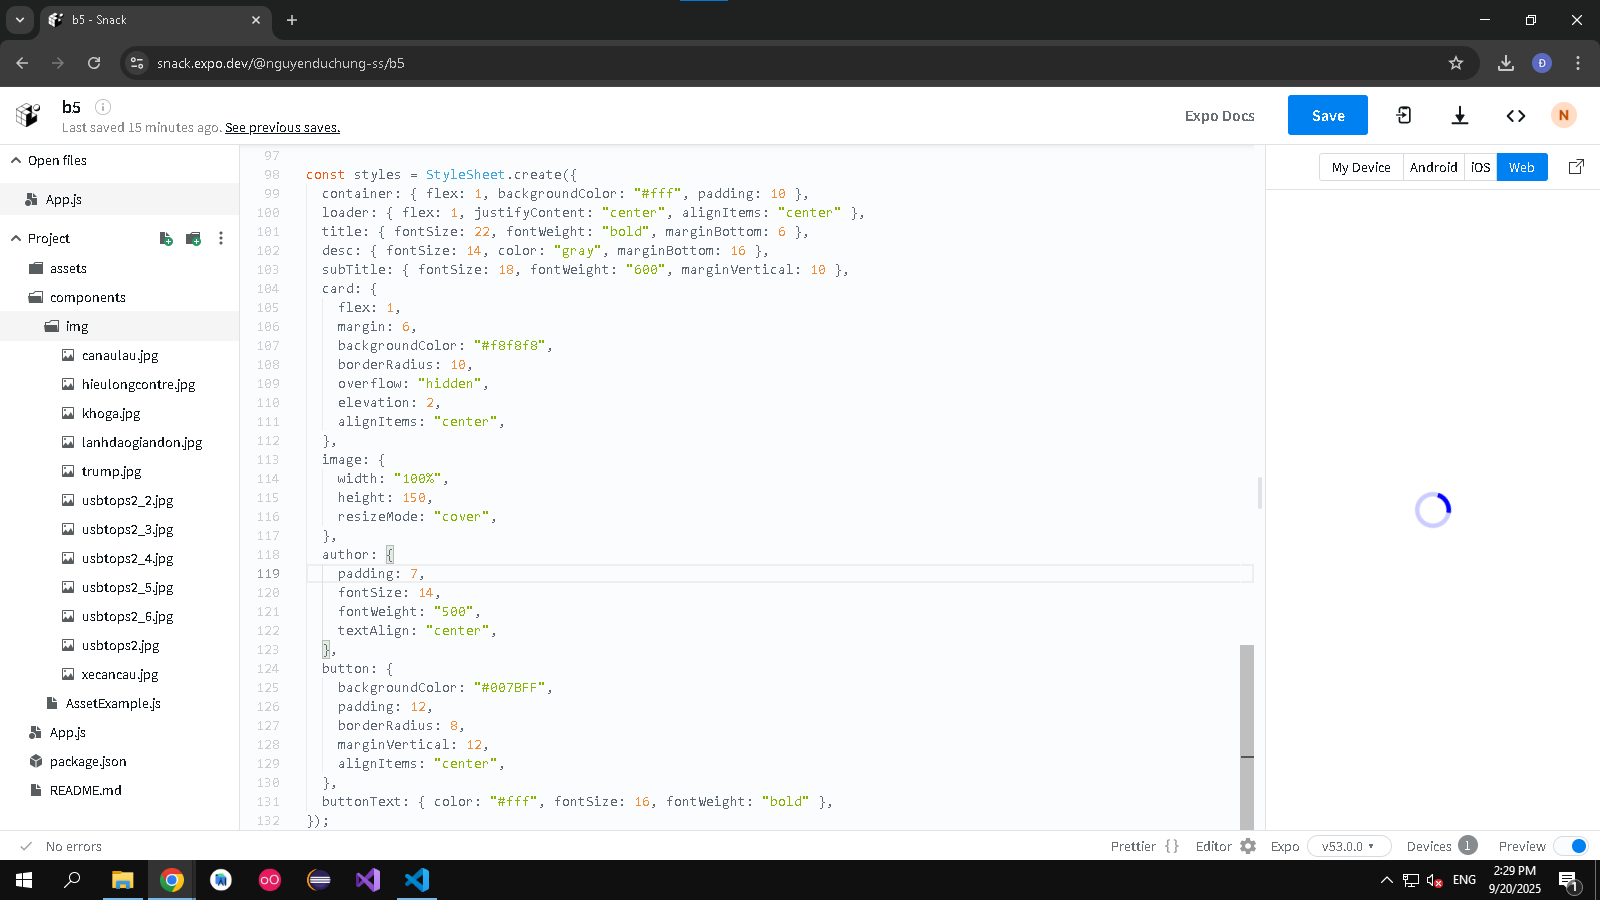 b5 - Snack
snack.expo.dev/@nguyenduchung-ss/b5
Đ
b5
Last saved 15 minutes ago. See previous saves.
Expo Docs
Save
N
Open files
App.js
Project
assets
components
img
canaulau.jpg
hieulongcontre.jpg
khoga.jpg
lanhdaogiandon.jpg
trump.jpg
usbtops2_2.jpg
usbtops2_3.jpg
usbtops2_4.jpg
usbtops2_5.jpg
usbtops2_6.jpg
usbtops2.jpg
xecancau.jpg
AssetExample.js
App.js
package.json
README.md
97
98 const styles = StyleSheet.create({
99 container: { flex: 1, backgroundColor: "#fff", padding: 10 },
100 loader: { flex: 1, justifyContent: "center", alignItems: "center" },
101 title: { fontSize: 22, fontWeight: "bold", marginBottom: 6 },
102 desc: { fontSize: 14, color: "gray", marginBottom: 16 },
103 subTitle: { fontSize: 18, fontWeight: "600", marginVertical: 10 },
104 card: {
105 flex: 1,
106 margin: 6,
107 backgroundColor: "#f8f8f8",
108 borderRadius: 10,
109 overflow: "hidden",
110 elevation: 2,
111 alignItems: "center",
112 },
113 image: {
114 width: "100%",
115 height: 150,
116 resizeMode: "cover",
117 },
118 author: {
119 padding: 7,
120 fontSize: 14,
121 fontWeight: "500",
122 textAlign: "center",
123 },
124 button: {
125 backgroundColor: "#007BFF",
126 padding: 12,
127 borderRadius: 8,
128 marginVertical: 12,
129 alignItems: "center",
130 },
131 buttonText: { color: "#fff", fontSize: 16, fontWeight: "bold" },
132 });
My Device Android iOS Web
No errors
Prettier {} Editor Expo v53.0.0 Devices 1 Preview
ENG
2:29 PM
9/20/2025
1